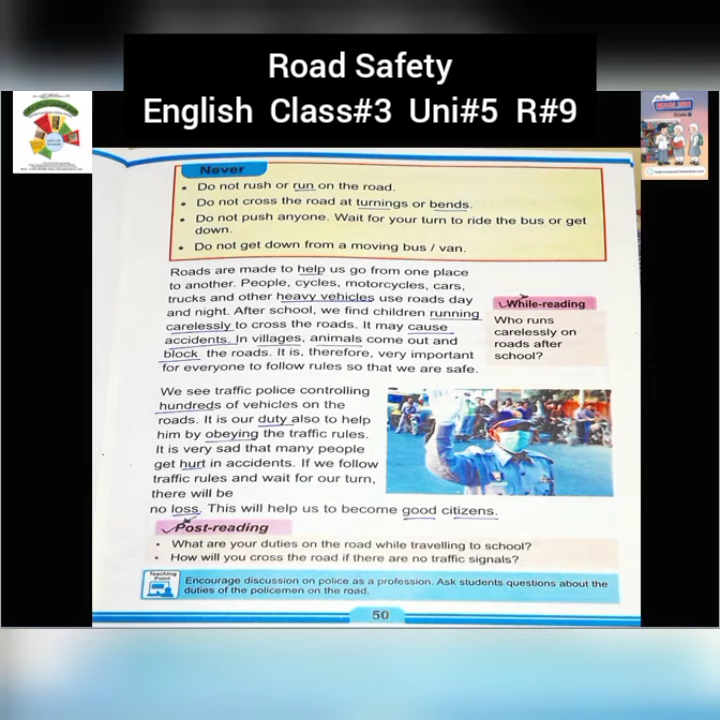 Road Safety
English Class#3 Uni#5 R#9
ENGLISH
Never
• Do not rush or run on the road.
• Do not cross the road at turnings or bends.
• Do not push anyone. Wait for your turn to ride the bus or get
down.
• Do not get down from a moving bus / van.
Roads are made to help us go from one place
to another. People, cycles, motorcycles, cars,
trucks and other heavy vehicles use roads day
and night. After school, we find children running
carelessly to cross the roads. It may cause
accidents. In villages, animals come out and
block the roads. It is, therefore, very important
for everyone to follow rules so that we are safe.
While-reading
Who runs
carelessly on
roads after
school?
We see traffic police controlling
hundreds of vehicles on the
roads. It is our duty also to help
him by obeying the traffic rules.
It is very sad that many people
get hurt in accidents. If we follow
traffic rules and wait for our turn,
there will be
no loss. This will help us to become good citizens.
Post-reading
• What are your duties on the road while travelling to school?
• How will you cross the road if there are no traffic signals?
Teaching
Point
Encourage discussion on police as a profession. Ask students questions about the
duties of the policemen on the road.
50